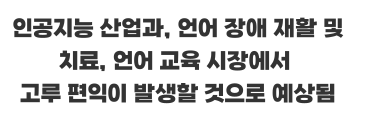 인공지능 산업과, 언어 장애 재활 및
치료, 언어 교육 시장에서
고루 편익이 발생할 것으로 예상됨